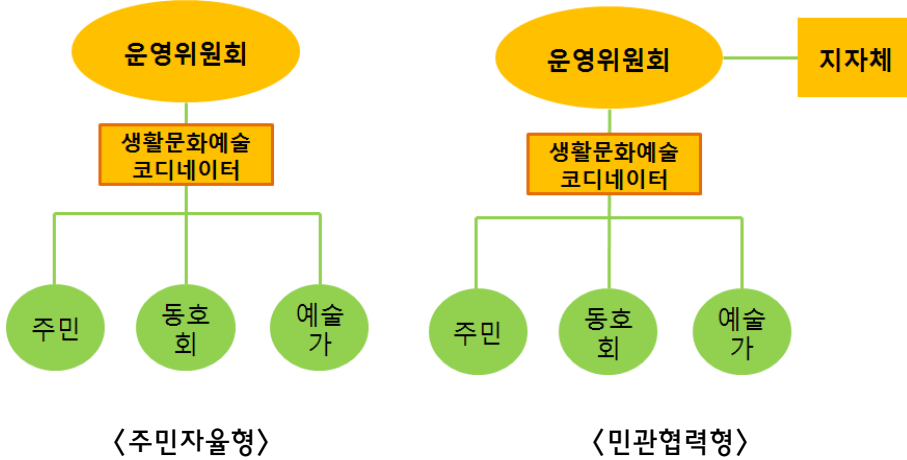 운영위원회
생활문화예술
코디네이터
주민
동호
회
예술
가
〈주민자율형〉
운영위원회
지자체
생활문화예술
코디네이터
주민
동호
회
예술
가
〈민관협력형〉